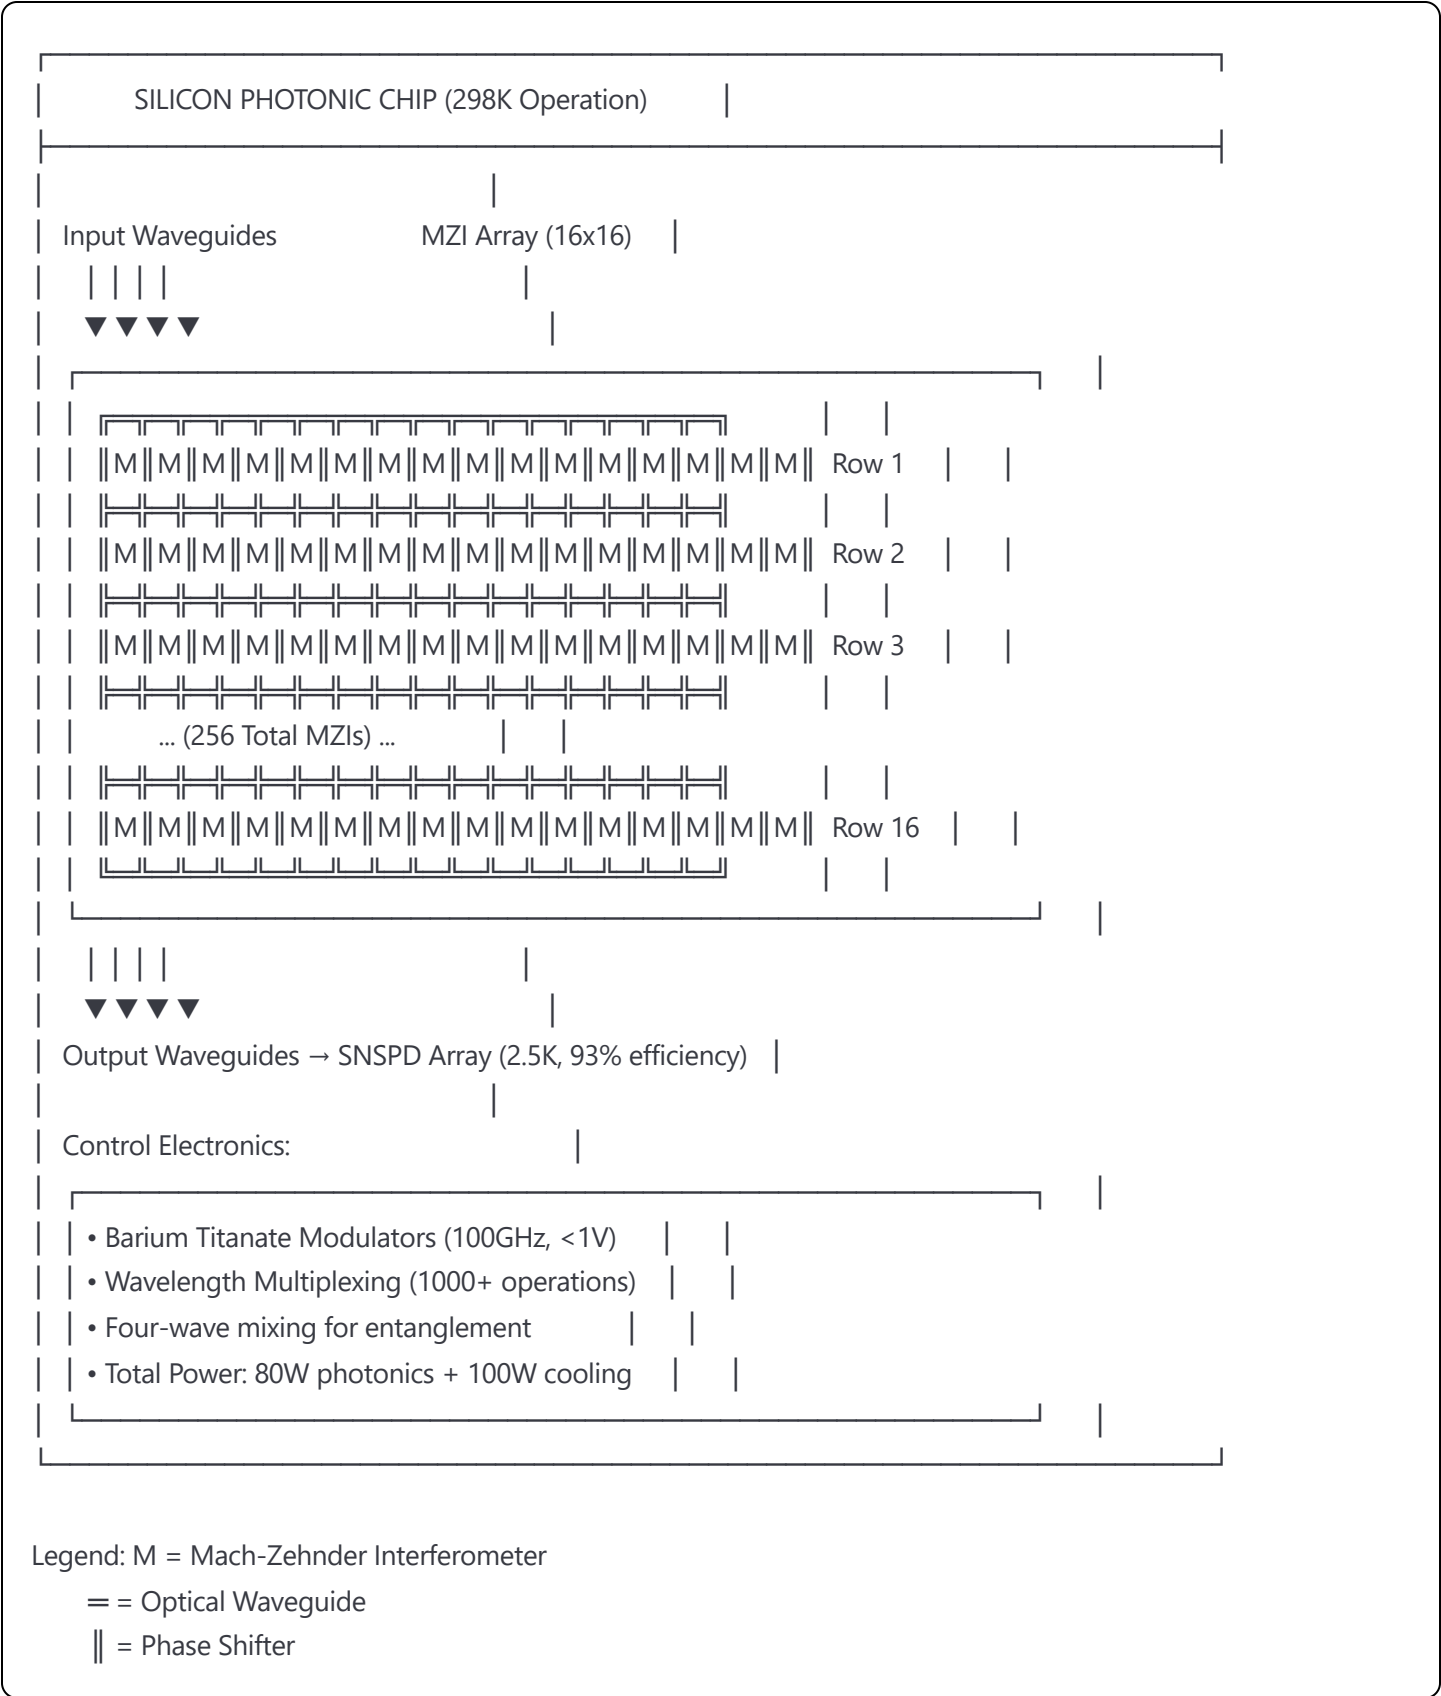 SILICON PHOTONIC CHIP (298K Operation)
Input Waveguides MZI Array (16x16)
▼ ▼ ▼ ▼
║M║M║M║M║M║M║M║M║M║M║M║M║M║M║M║M║ Row 1
║M║M║M║M║M║M║M║M║M║M║M║M║M║M║M║M║ Row 2
║M║M║M║M║M║M║M║M║M║M║M║M║M║M║M║M║ Row 3
... (256 Total MZIs) ...
║M║M║M║M║M║M║M║M║M║M║M║M║M║M║M║M║ Row 16
▼ ▼ ▼ ▼
Output Waveguides → SNSPD Array (2.5K, 93% efficiency)
Control Electronics:
• Barium Titanate Modulators (100GHz, <1V)
• Wavelength Multiplexing (1000+ operations)
• Four-wave mixing for entanglement
• Total Power: 80W photonics + 100W cooling
Legend: M = Mach-Zehnder Interferometer
═ = Optical Waveguide
║ = Phase Shifter